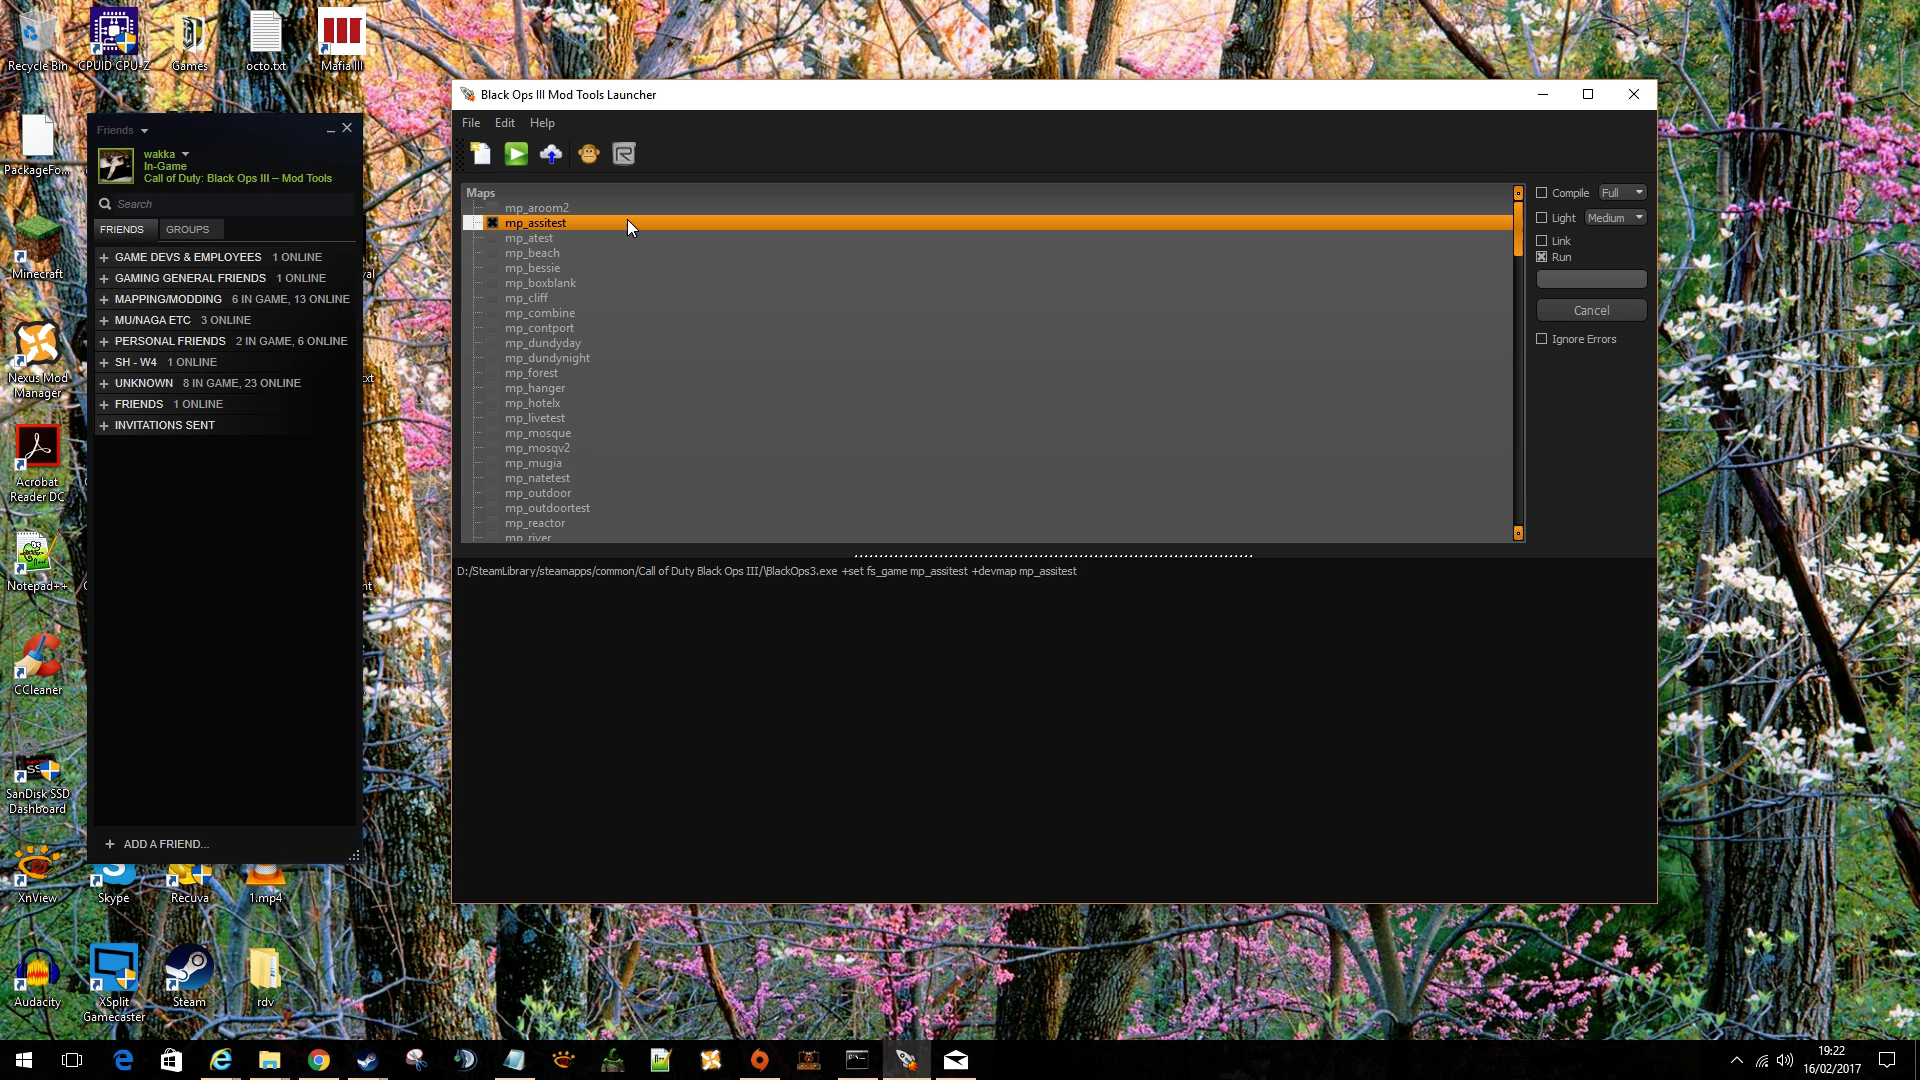 Recycle Bin
CPUID CPU-Z
Games
octo.txt
Mafia III
PackageFo...
Minecraft
Nexus Mod
Manager
Acrobat
Reader DC
Notepad++
CCleaner
SanDisk SSD
Dashboard
XnView
Skype
Recuva
1.mp4
Audacity
XSplit
Gamecaster
Steam
rdv
Friends
wakka
In-Game
Call of Duty: Black Ops III – Mod Tools
Search
FRIENDS GROUPS
+ GAME DEVS & EMPLOYEES 1 ONLINE
+ GAMING GENERAL FRIENDS 1 ONLINE
+ MAPPING/MODDING 6 IN GAME, 13 ONLINE
+ MU/NAGA ETC 3 ONLINE
+ PERSONAL FRIENDS 2 IN GAME, 6 ONLINE
+ SH - W4 1 ONLINE
+ UNKNOWN 8 IN GAME, 23 ONLINE
+ FRIENDS 1 ONLINE
+ INVITATIONS SENT
+ ADD A FRIEND...
Black Ops III Mod Tools Launcher
File Edit Help
Maps
mp_aroom2
mp_assitest
mp_atest
mp_beach
mp_bessie
mp_boxblank
mp_cliff
mp_combine
mp_contport
mp_dundyday
mp_dundynight
mp_forest
mp_hanger
mp_hotelx
mp_livetest
mp_mosque
mp_mosqv2
mp_mugia
mp_natetest
mp_outdoor
mp_outdoortest
mp_reactor
mp_river
Compile Full
Light Medium
Link
Run
Cancel
Ignore Errors
D:/SteamLibrary/steamapps/common/Call of Duty Black Ops III/\BlackOps3.exe +set fs_game mp_assitest +devmap mp_assitest
19:22
16/02/2017